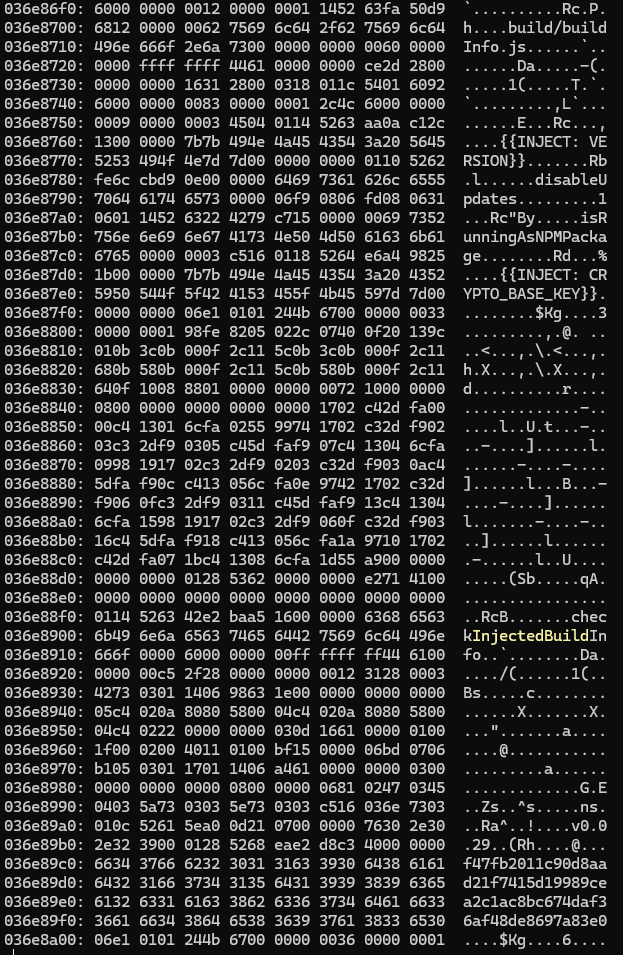 036e86f0: 6000 0000 0012 0000 0001 1452 63fa 50d9  `..........Rc.P.
036e8700: 6812 0000 0062 7569 6c64 2f62 7569 6c64  h....build/build
036e8710: 496e 666f 2e6a 7300 0000 0000 0060 0000  Info.js......`..
036e8720: 0000 ffff ffff 4461 0000 0000 ce2d 2800  ......Da.....-(.
036e8730: 0000 0000 1631 2800 0318 011c 5401 6092  .....1(.....T.`.
036e8740: 6000 0000 0083 0000 0001 2c4c 6000 0000  `.........,L`...
036e8750: 0009 0000 0003 4504 0114 5263 aa0a c12c  ......E...Rc...,
036e8760: 1300 0000 7b7b 494e 4a45 4354 3a20 5645  ....{{INJECT: VE
036e8770: 5253 494f 4e7d 7d00 0000 0000 0110 5262  RSION}}.......Rb
036e8780: fe6c cbd9 0e00 0000 6469 7361 626c 6555  .l......disableU
036e8790: 7064 6174 6573 0000 06f9 0806 fd08 0631  pdates.........1
036e87a0: 0601 1452 6322 4279 c715 0000 0069 7352  ...Rc"By.....isR
036e87b0: 756e 6e69 6e67 4173 4e50 4d50 6163 6b61  unningAsNPMPacka
036e87c0: 6765 0000 0003 c516 0118 5264 e6a4 9825  ge........Rd...%
036e87d0: 1b00 0000 7b7b 494e 4a45 4354 3a20 4352  ....{{INJECT: CR
036e87e0: 5950 544f 5f42 4153 455f 4b45 597d 7d00  YPTO_BASE_KEY}}.
036e87f0: 0000 0000 06e1 0101 244b 6700 0000 0033  ........$Kg....3
036e8800: 0000 0001 98fe 8205 022c 0740 0f20 139c  .........,.@. ..
036e8810: 010b 3c0b 000f 2c11 5c0b 3c0b 000f 2c11  ..<...,.\.<...,.
036e8820: 680b 580b 000f 2c11 5c0b 580b 000f 2c11  h.X...,.\.X...,.
036e8830: 640f 1008 8801 0000 0000 0072 1000 0000  d..........r....
036e8840: 0800 0000 0000 0000 0000 1702 c42d fa00  .............-..
036e8850: 00c4 1301 6cfa 0255 9974 1702 c32d f902  ....l..U.t...-..
036e8860: 03c3 2df9 0305 c45d faf9 07c4 1304 6cfa  ..-....]......l.
036e8870: 0998 1917 02c3 2df9 0203 c32d f903 0ac4  ......-....-....
036e8880: 5dfa f90c c413 056c fa0e 9742 1702 c32d  ]......l...B...-
036e8890: f906 0fc3 2df9 0311 c45d faf9 13c4 1304  ....-....]......
036e88a0: 6cfa 1598 1917 02c3 2df9 060f c32d f903  l.......-....-..
036e88b0: 16c4 5dfa f918 c413 056c fa1a 9710 1702  ..]......l......
036e88c0: c42d fa07 1bc4 1308 6cfa 1d55 a900 0000  .-......l..U....
036e88d0: 0000 0000 0128 5362 0000 0000 e271 4100  .....(Sb.....qA.
036e88e0: 0000 0000 0000 0000 0000 0000 0000 0000  ................
036e88f0: 0114 5263 42e2 baa5 1600 0000 6368 6563  ..RcB.......chec
036e8900: 6b49 6e6a 6563 7465 6442 7569 6c64 496e  kInjectedBuildIn
036e8910: 666f 0000 6000 0000 00ff ffff ff44 6100  fo..`........Da.
036e8920: 0000 00c5 2f28 0000 0000 0012 3128 0003  ..../(......1(..
036e8930: 4273 0301 1406 9863 1e00 0000 0000 0000  Bs.....c........
036e8940: 05c4 020a 8080 5800 04c4 020a 8080 5800  ......X.......X.
036e8950: 04c4 0222 0000 0000 030d 1661 0000 0100  ...".......a....
036e8960: 1f00 0200 4011 0100 bf15 0000 06bd 0706  ....@...........
036e8970: b105 0301 1701 1406 a461 0000 0000 0300  .........a......
036e8980: 0000 0000 0000 0800 0000 0681 0247 0345  .............G.E
036e8990: 0403 5a73 0303 5e73 0303 c516 036e 7303  ..Zs..^s.....ns.
036e89a0: 010c 5261 5ea0 0d21 0700 0000 7630 2e30  ..Ra^..!....v0.0
036e89b0: 2e32 3900 0128 5268 eae2 d8c3 4000 0000  .29..(Rh....@...
036e89c0: 6634 3766 6232 3031 3163 3930 6438 6161  f47fb2011c90d8aa
036e89d0: 6432 3166 3734 3135 6431 3939 3839 6365  d21f7415d19989ce
036e89e0: 6132 6331 6163 3862 6336 3734 6461 6633  a2c1ac8bc674daf3
036e89f0: 3661 6634 3864 6538 3639 3761 3833 6530  6af48de8697a83e0
036e8a00: 06e1 0101 244b 6700 0000 0036 0000 0001  ....$Kg....6....